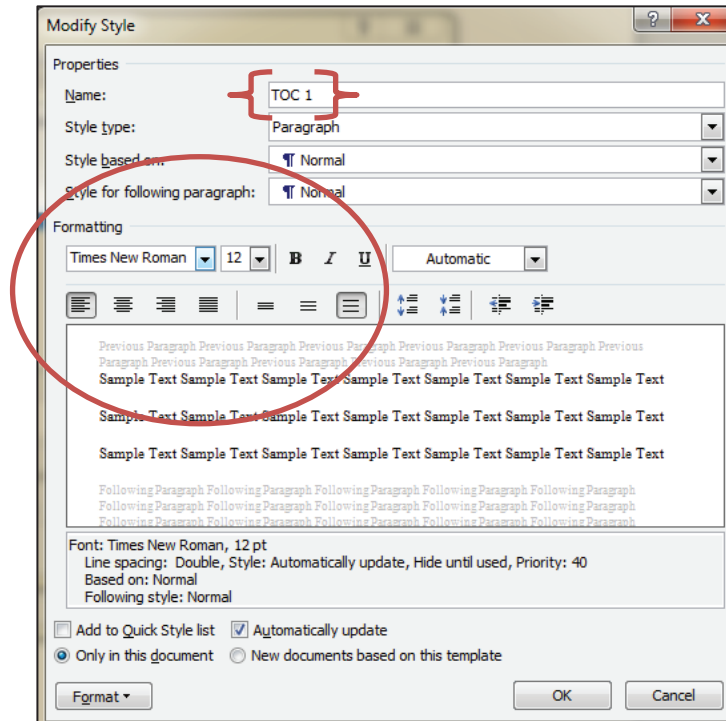 Modify Style
Properties
Name: TOC 1
Style type: Paragraph
Style based on: ¶ Normal
Style for following paragraph: ¶ Normal
Formatting
Times New Roman 12 B I U Automatic
Previous Paragraph Previous Paragraph Previous Paragraph Previous Paragraph Previous Paragraph Previous
Paragraph Previous Paragraph Previous Paragraph Previous Paragraph Previous Paragraph
Sample Text Sample Text Sample Text Sample Text Sample Text Sample Text Sample Text
Sample Text Sample Text Sample Text Sample Text Sample Text Sample Text Sample Text
Sample Text Sample Text Sample Text Sample Text Sample Text Sample Text Sample Text
Following Paragraph Following Paragraph Following Paragraph Following Paragraph Following Paragraph
Following Paragraph Following Paragraph Following Paragraph Following Paragraph Following Paragraph
Following Paragraph Following Paragraph Following Paragraph Following Paragraph Following Paragraph
Font: Times New Roman, 12 pt
Line spacing: Double, Style: Automatically update, Hide until used, Priority: 40
Based on: Normal
Following style: Normal
Add to Quick Style list Automatically update
Only in this document New documents based on this template
Format OK Cancel